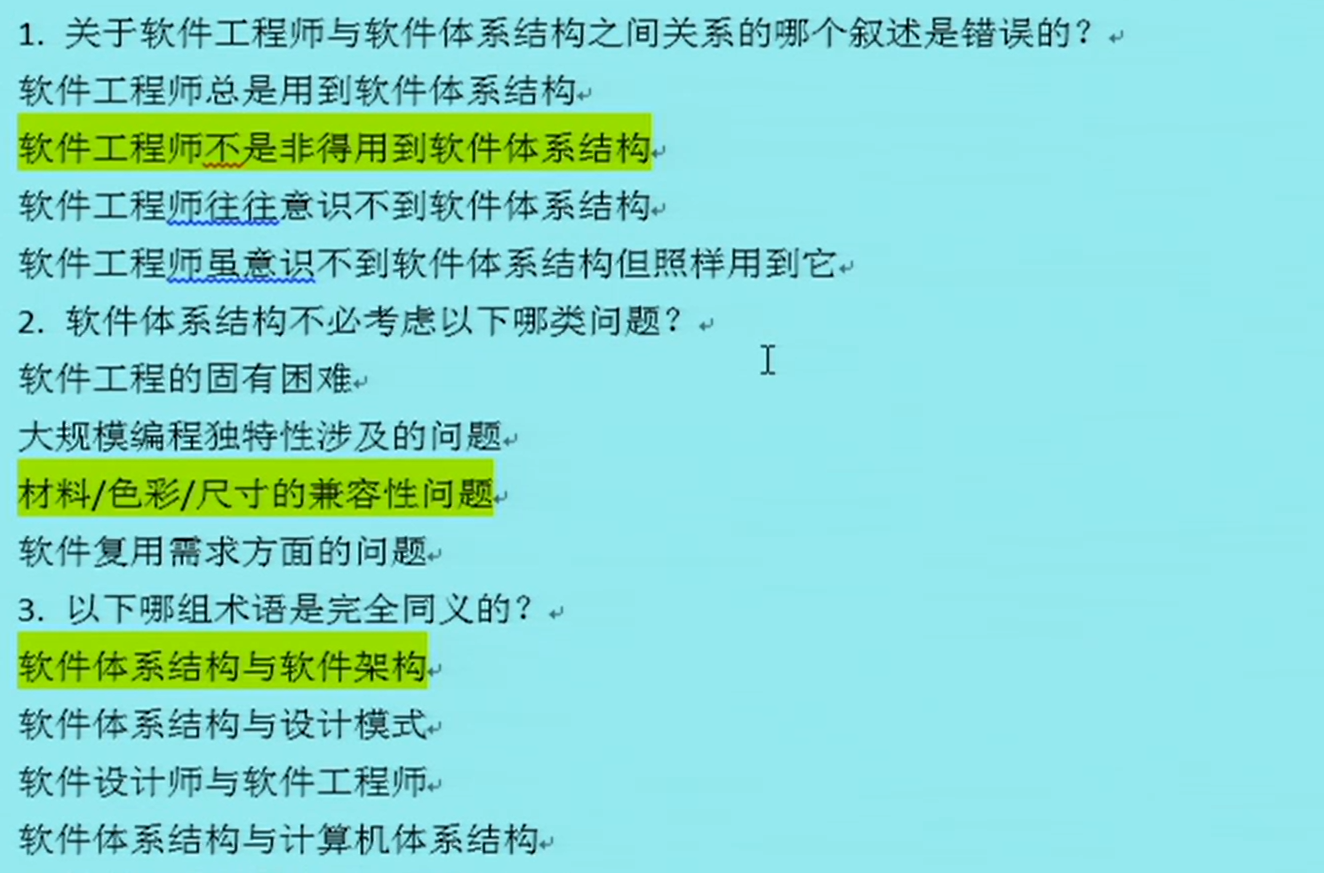 1. 关于软件工程师与软件体系结构之间关系的哪个叙述是错误的？
软件工程师总是用到软件体系结构
软件工程师不是非得用到软件体系结构
软件工程师往往意识不到软件体系结构
软件工程师虽意识不到软件体系结构但照样用到它
2. 软件体系结构不必考虑以下哪类问题？
软件工程的固有困难
大规模编程独特性涉及的问题
材料/色彩/尺寸的兼容性问题
软件复用需求方面的问题
3. 以下哪组术语是完全同义的？
软件体系结构与软件架构
软件体系结构与设计模式
软件设计师与软件工程师
软件体系结构与计算机体系结构